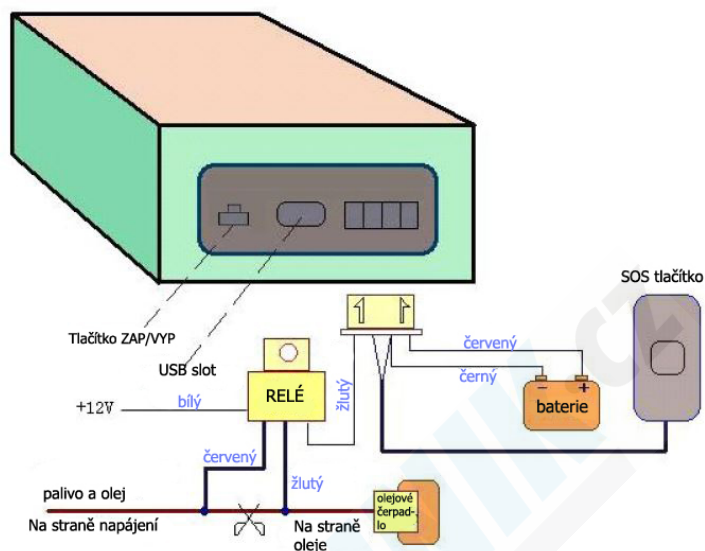 SOS tlačítko
Tlačítko ZAP/VYP
USB slot
červený
černý
žlutý
RELÉ
baterie
− +
+12V
bílý
červený
žlutý
palivo a olej
Na straně napájení
Na straně
oleje
olejové
čerpad-
lo